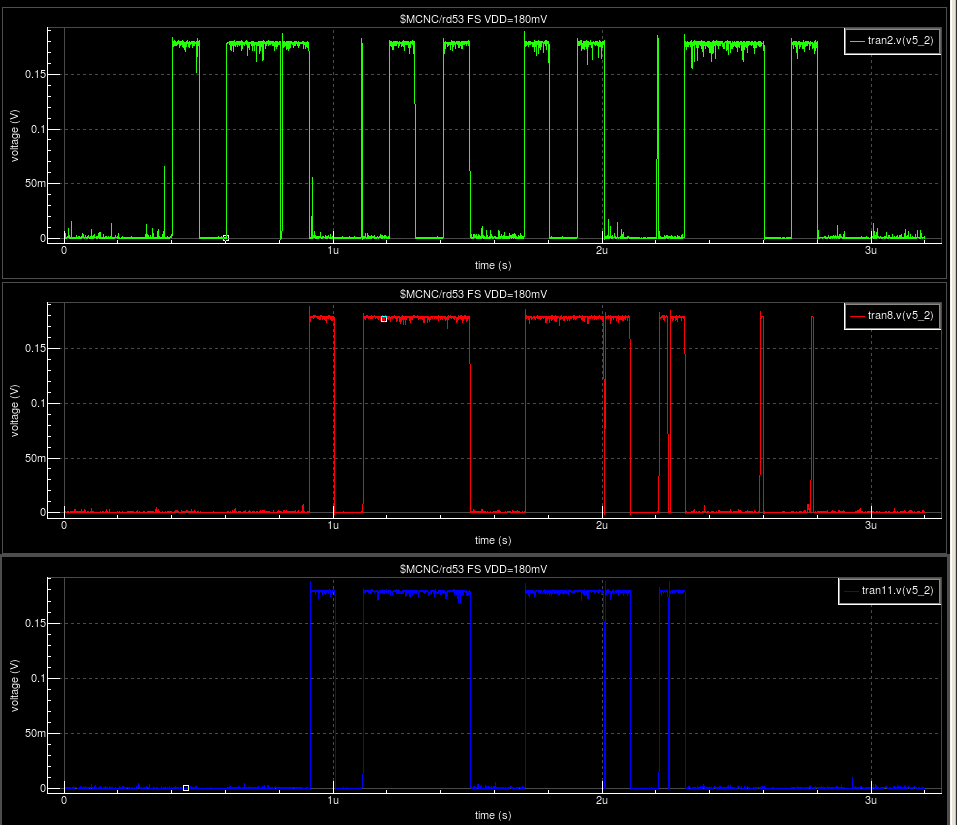 $MCNC/rd53 FS VDD=180mV
tran2.v(v5_2)
0.15
0.1
50m
0
voltage (V)
0 1u 2u 3u
time (s)
$MCNC/rd53 FS VDD=180mV
tran8.v(v5_2)
0.15
0.1
50m
0
voltage (V)
0 1u 2u 3u
time (s)
$MCNC/rd53 FS VDD=180mV
tran11.v(v5_2)
0.15
0.1
50m
0
voltage (V)
0 1u 2u 3u
time (s)